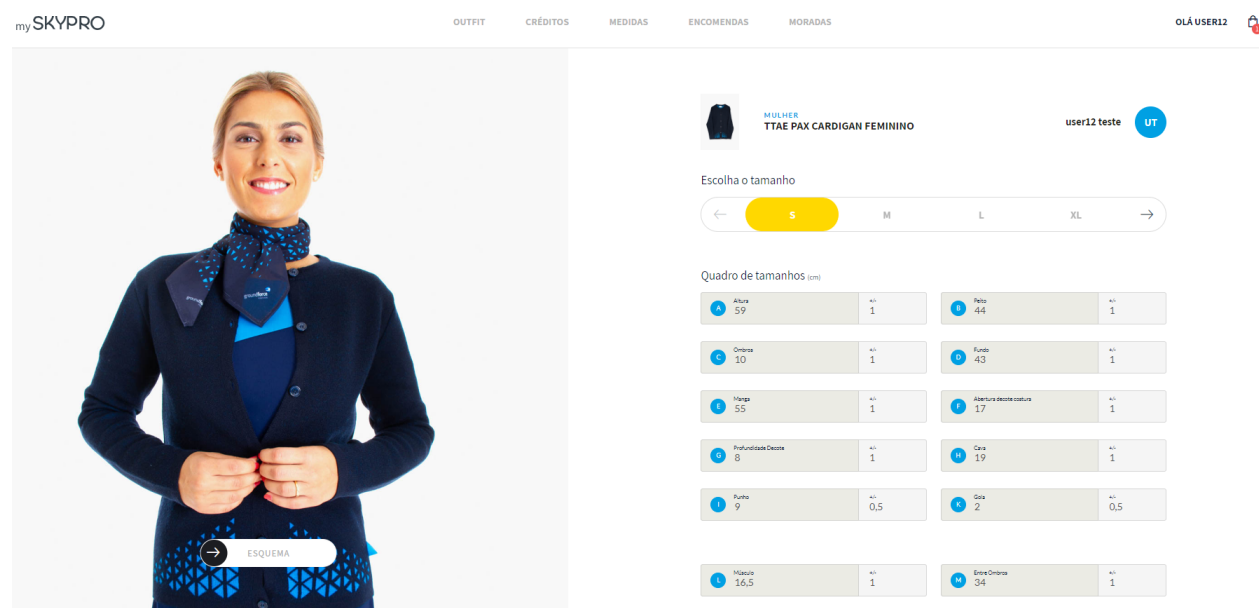 my SKYPRO
OUTFIT
CRÉDITOS
MEDIDAS
ENCOMENDAS
MORADAS
OLÁ USER12
MULHER
TTAE PAX CARDIGAN FEMININO
user12 teste
UT
Escolha o tamanho
S
M
L
XL
Quadro de tamanhos (cm)
A
Altura
59
+/-
1
B
Peito
44
+/-
1
C
Ombros
10
+/-
1
D
Fundo
43
+/-
1
E
Manga
55
+/-
1
F
Abertura decote costura
17
+/-
1
G
Profundidade Decote
8
+/-
1
H
Cava
19
+/-
1
I
Punho
9
+/-
0,5
K
Gola
2
+/-
0,5
L
Músculo
16,5
+/-
1
M
Entre Ombros
34
+/-
1
groundforce
ESQUEMA